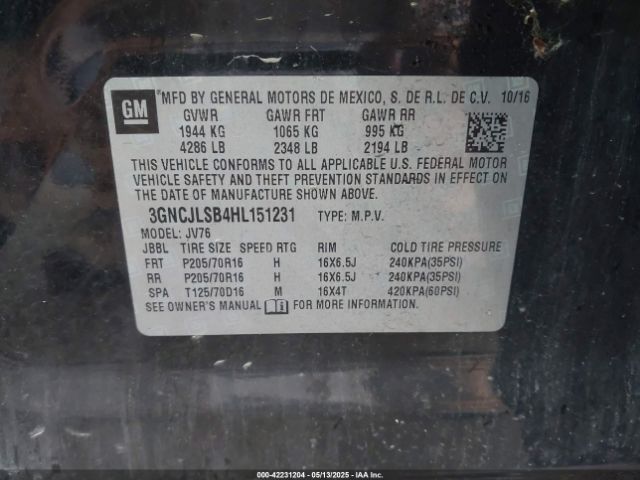 GM MFD BY GENERAL MOTORS DE MEXICO, S. DE R.L. DE C.V. 10/16
GVWR GAWR FRT GAWR RR
1944 KG 1065 KG 995 KG
4286 LB 2348 LB 2194 LB
THIS VEHICLE CONFORMS TO ALL APPLICABLE U.S. FEDERAL MOTOR
VEHICLE SAFETY AND THEFT PREVENTION STANDARDS IN EFFECT ON
THE DATE OF MANUFACTURE SHOWN ABOVE.
3GNCJLSB4HL151231 TYPE: M.P.V.
MODEL: JV76
JBBL TIRE SIZE SPEED RTG RIM COLD TIRE PRESSURE
FRT P205/70R16 H 16X6.5J 240KPA(35PSI)
RR P205/70R16 H 16X6.5J 240KPA(35PSI)
SPA T125/70D16 M 16X4T 420KPA(60PSI)
SEE OWNER'S MANUAL FOR MORE INFORMATION.
000-42231204 - 05/13/2025 - IAA Inc.